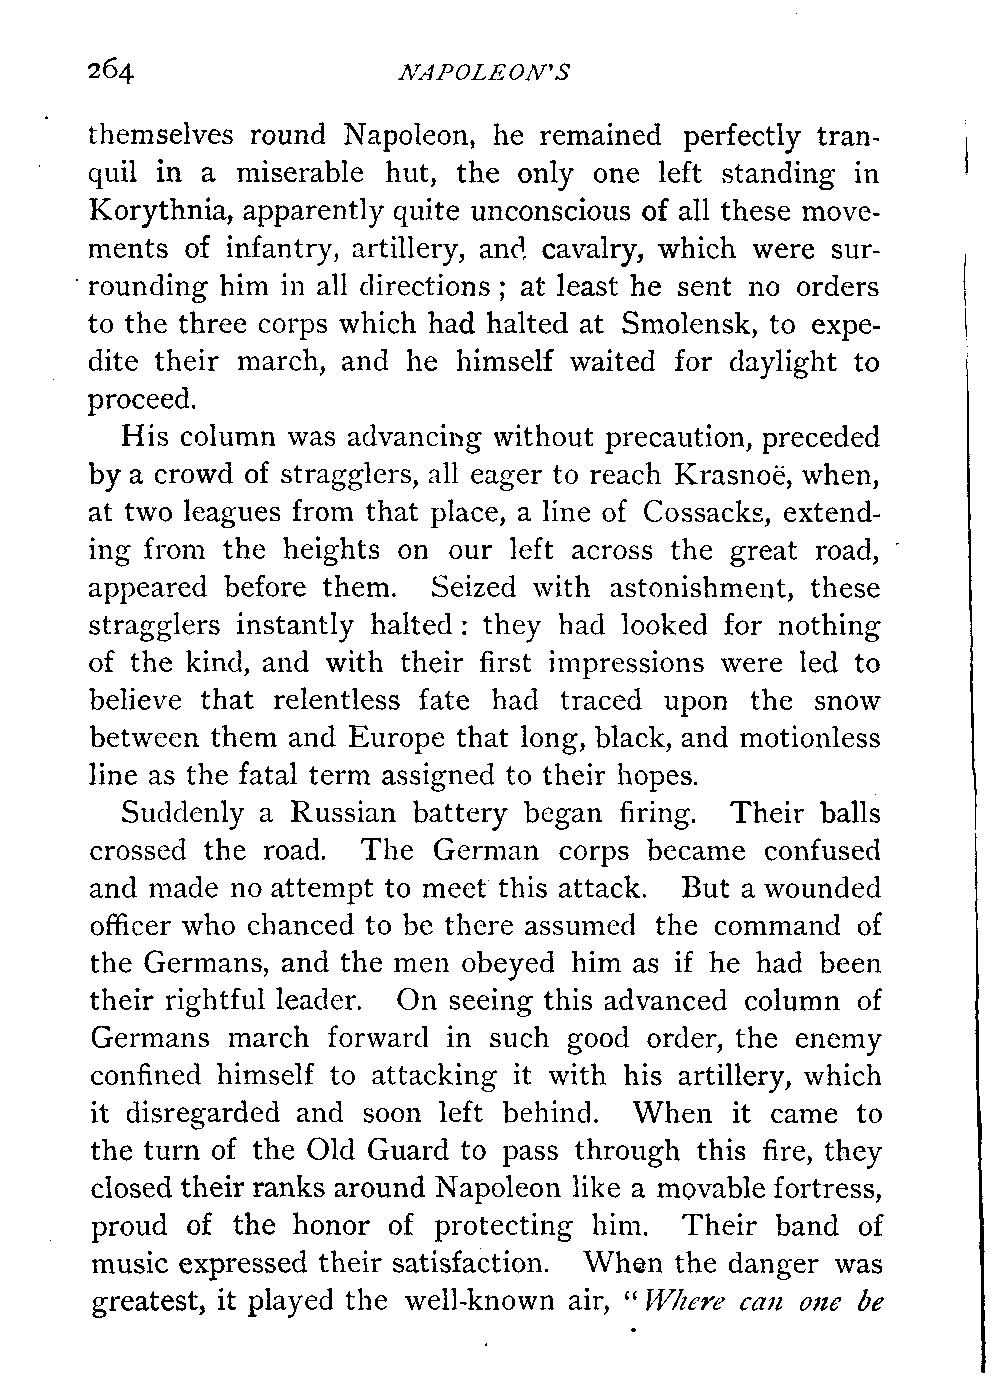 264 NAPOLEON'S
themselves round Napoleon, he remained perfectly tran-
quil in a miserable hut, the only one left standing in
Korythnia, apparently quite unconscious of all these move-
ments of infantry, artillery, and cavalry, which were sur-
rounding him in all directions ; at least he sent no orders
to the three corps which had halted at Smolensk, to expe-
dite their march, and he himself waited for daylight to
proceed.
His column was advancing without precaution, preceded
by a crowd of stragglers, all eager to reach Krasnoë, when,
at two leagues from that place, a line of Cossacks, extend-
ing from the heights on our left across the great road,
appeared before them. Seized with astonishment, these
stragglers instantly halted : they had looked for nothing
of the kind, and with their first impressions were led to
believe that relentless fate had traced upon the snow
between them and Europe that long, black, and motionless
line as the fatal term assigned to their hopes.
Suddenly a Russian battery began firing. Their balls
crossed the road. The German corps became confused
and made no attempt to meet this attack. But a wounded
officer who chanced to be there assumed the command of
the Germans, and the men obeyed him as if he had been
their rightful leader. On seeing this advanced column of
Germans march forward in such good order, the enemy
confined himself to attacking it with his artillery, which
it disregarded and soon left behind. When it came to
the turn of the Old Guard to pass through this fire, they
closed their ranks around Napoleon like a movable fortress,
proud of the honor of protecting him. Their band of
music expressed their satisfaction. When the danger was
greatest, it played the well-known air, "Where can one be